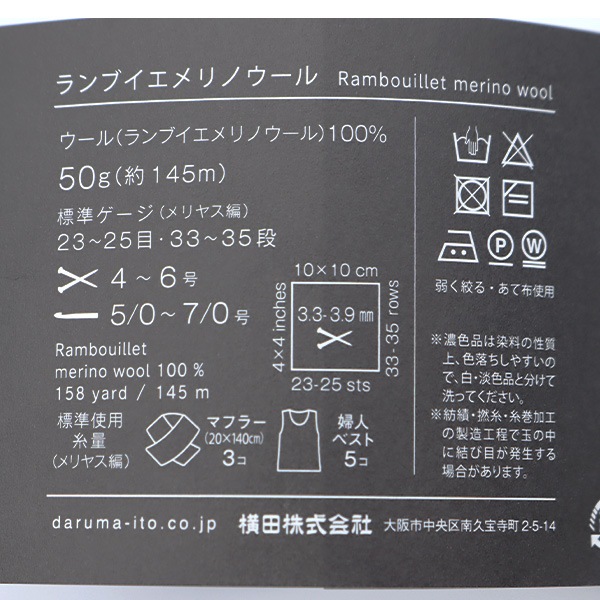 ランブイエメリノウール Rambouillet merino wool
ウール(ランブイエメリノウール)100%
50g(約145m)
標準ゲージ(メリヤス編)
23~25目・33~35段
4~6号
5/0~7/0号
Rambouillet
merino wool 100 %
158 yard / 145 m
10×10 cm
4×4 inches
3.3-3.9 mm
33-35 rows
23-25 sts
標準使用
糸量
(メリヤス編)
マフラー
(20×140cm)
3コ
婦人
ベスト
5コ
P
W
弱く絞る・あて布使用
※濃色品は染料の性質
上、色落ちしやすいの
で、白・淡色品と分けて
洗ってください。
※紡績・撚糸・糸巻加工
の製造工程で玉の中
に結び目が発生する
場合があります。
daruma-ito.co.jp 横田株式会社 大阪市中央区南久宝寺町2-5-14